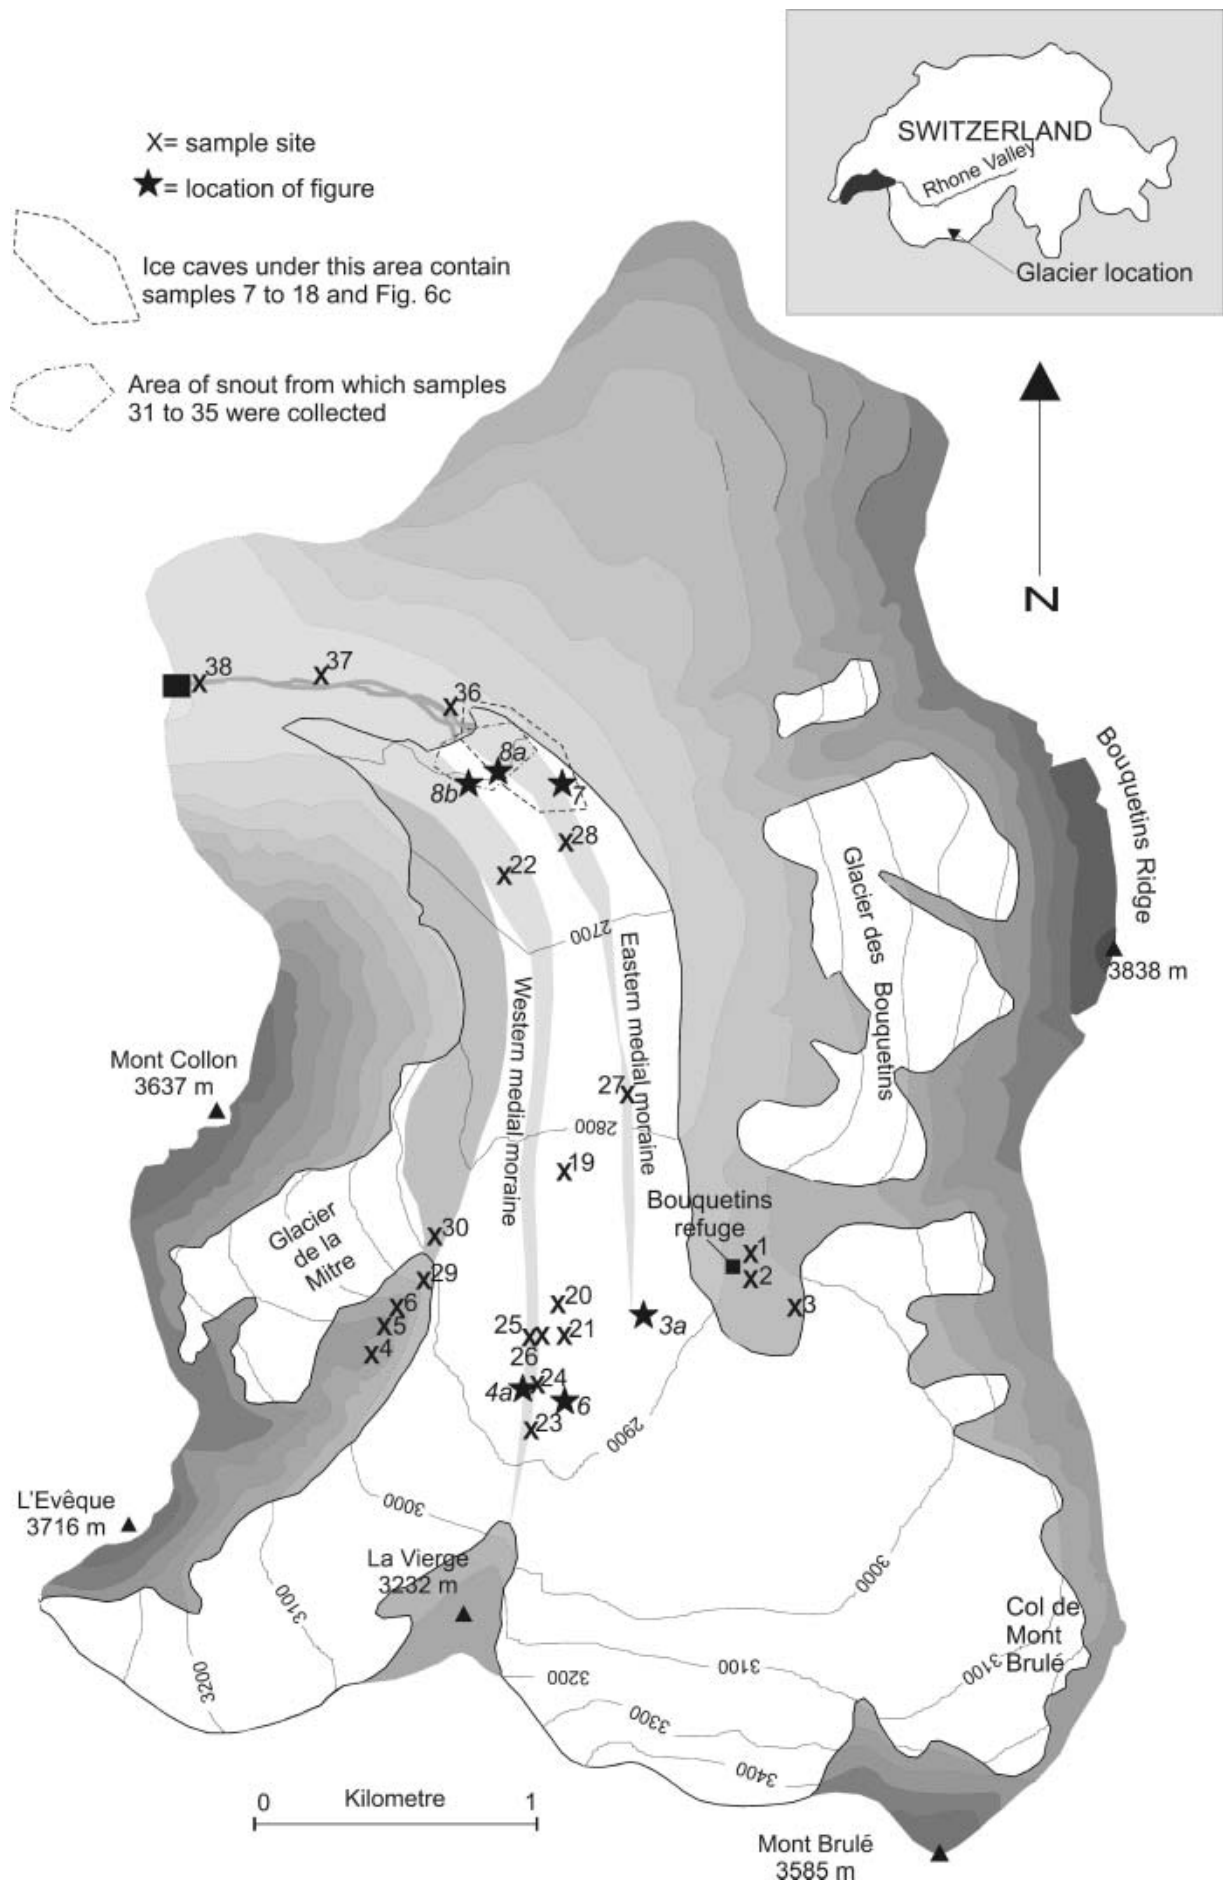 X= sample site
★= location of figure
Ice caves under this area contain
samples 7 to 18 and Fig. 6c
Area of snout from which samples
31 to 35 were collected
SWITZERLAND
Rhone Valley
Glacier location
N
38
37
36
8a
8b
7
28
22
2700
Bouquetins Ridge
3838 m
Glacier des Bouquetins
Western medial moraine
Eastern medial moraine
Mont Collon
3637 m
27
2800
19
Bouquetins
refuge
1
2
3
Glacier
de la
Mitre
30
29
6
5
4
20
25
21
26
3a
24
4a
6
23
2900
L'Evêque
3716 m
3000
La Vierge
3232 m
3000
3100
3200
Col de
Mont
Brulé
3100
3100
3200
3300
3400
0 Kilometre 1
Mont Brulé
3585 m